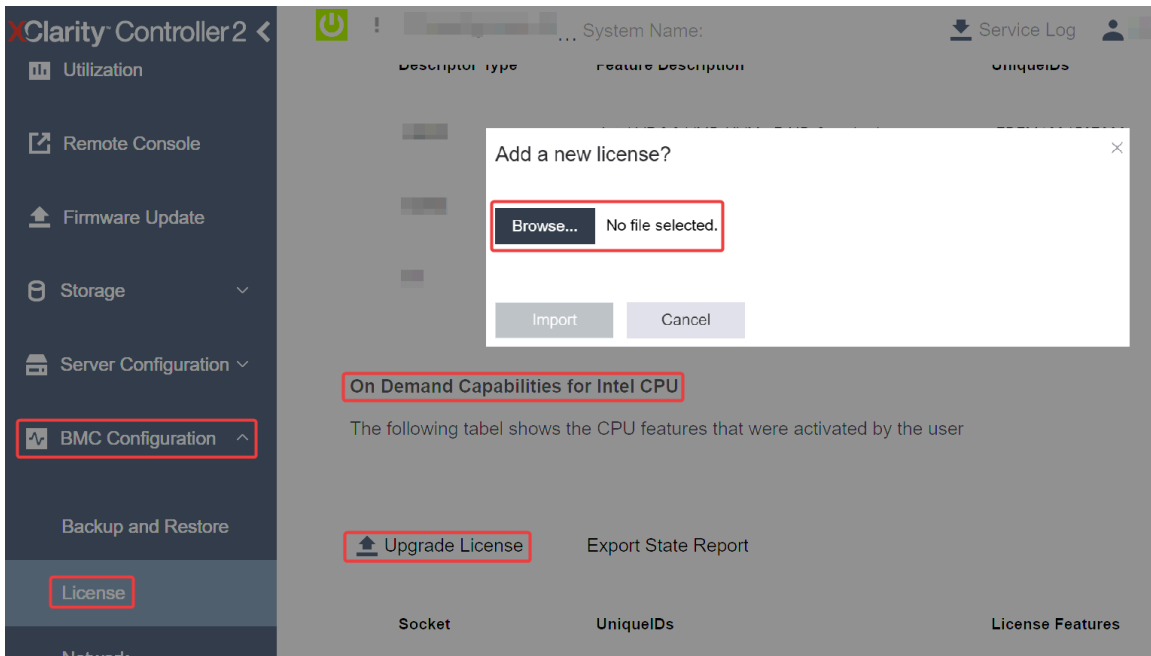 XClarity Controller 2
... System Name:
Service Log
Utilization
Descriptor Type Feature Description UniqueIDs
Remote Console
Add a new license?
Firmware Update
Browse... No file selected.
Storage
Import Cancel
Server Configuration
On Demand Capabilities for Intel CPU
BMC Configuration
The following tabel shows the CPU features that were activated by the user
Backup and Restore
Upgrade License Export State Report
License
Socket UniqueIDs License Features
Network